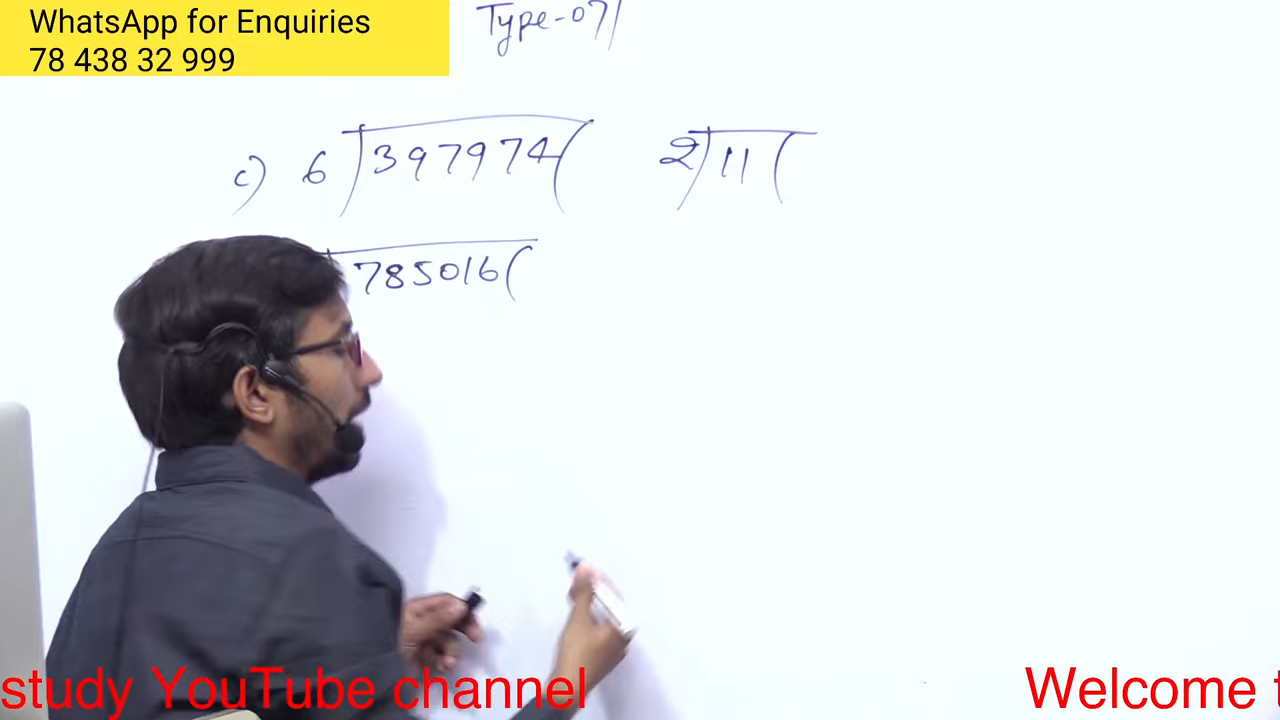 WhatsApp for Enquiries
78 438 32 999
Type-07
c) 6 397974 2 11
785016
study YouTube channel Welcome